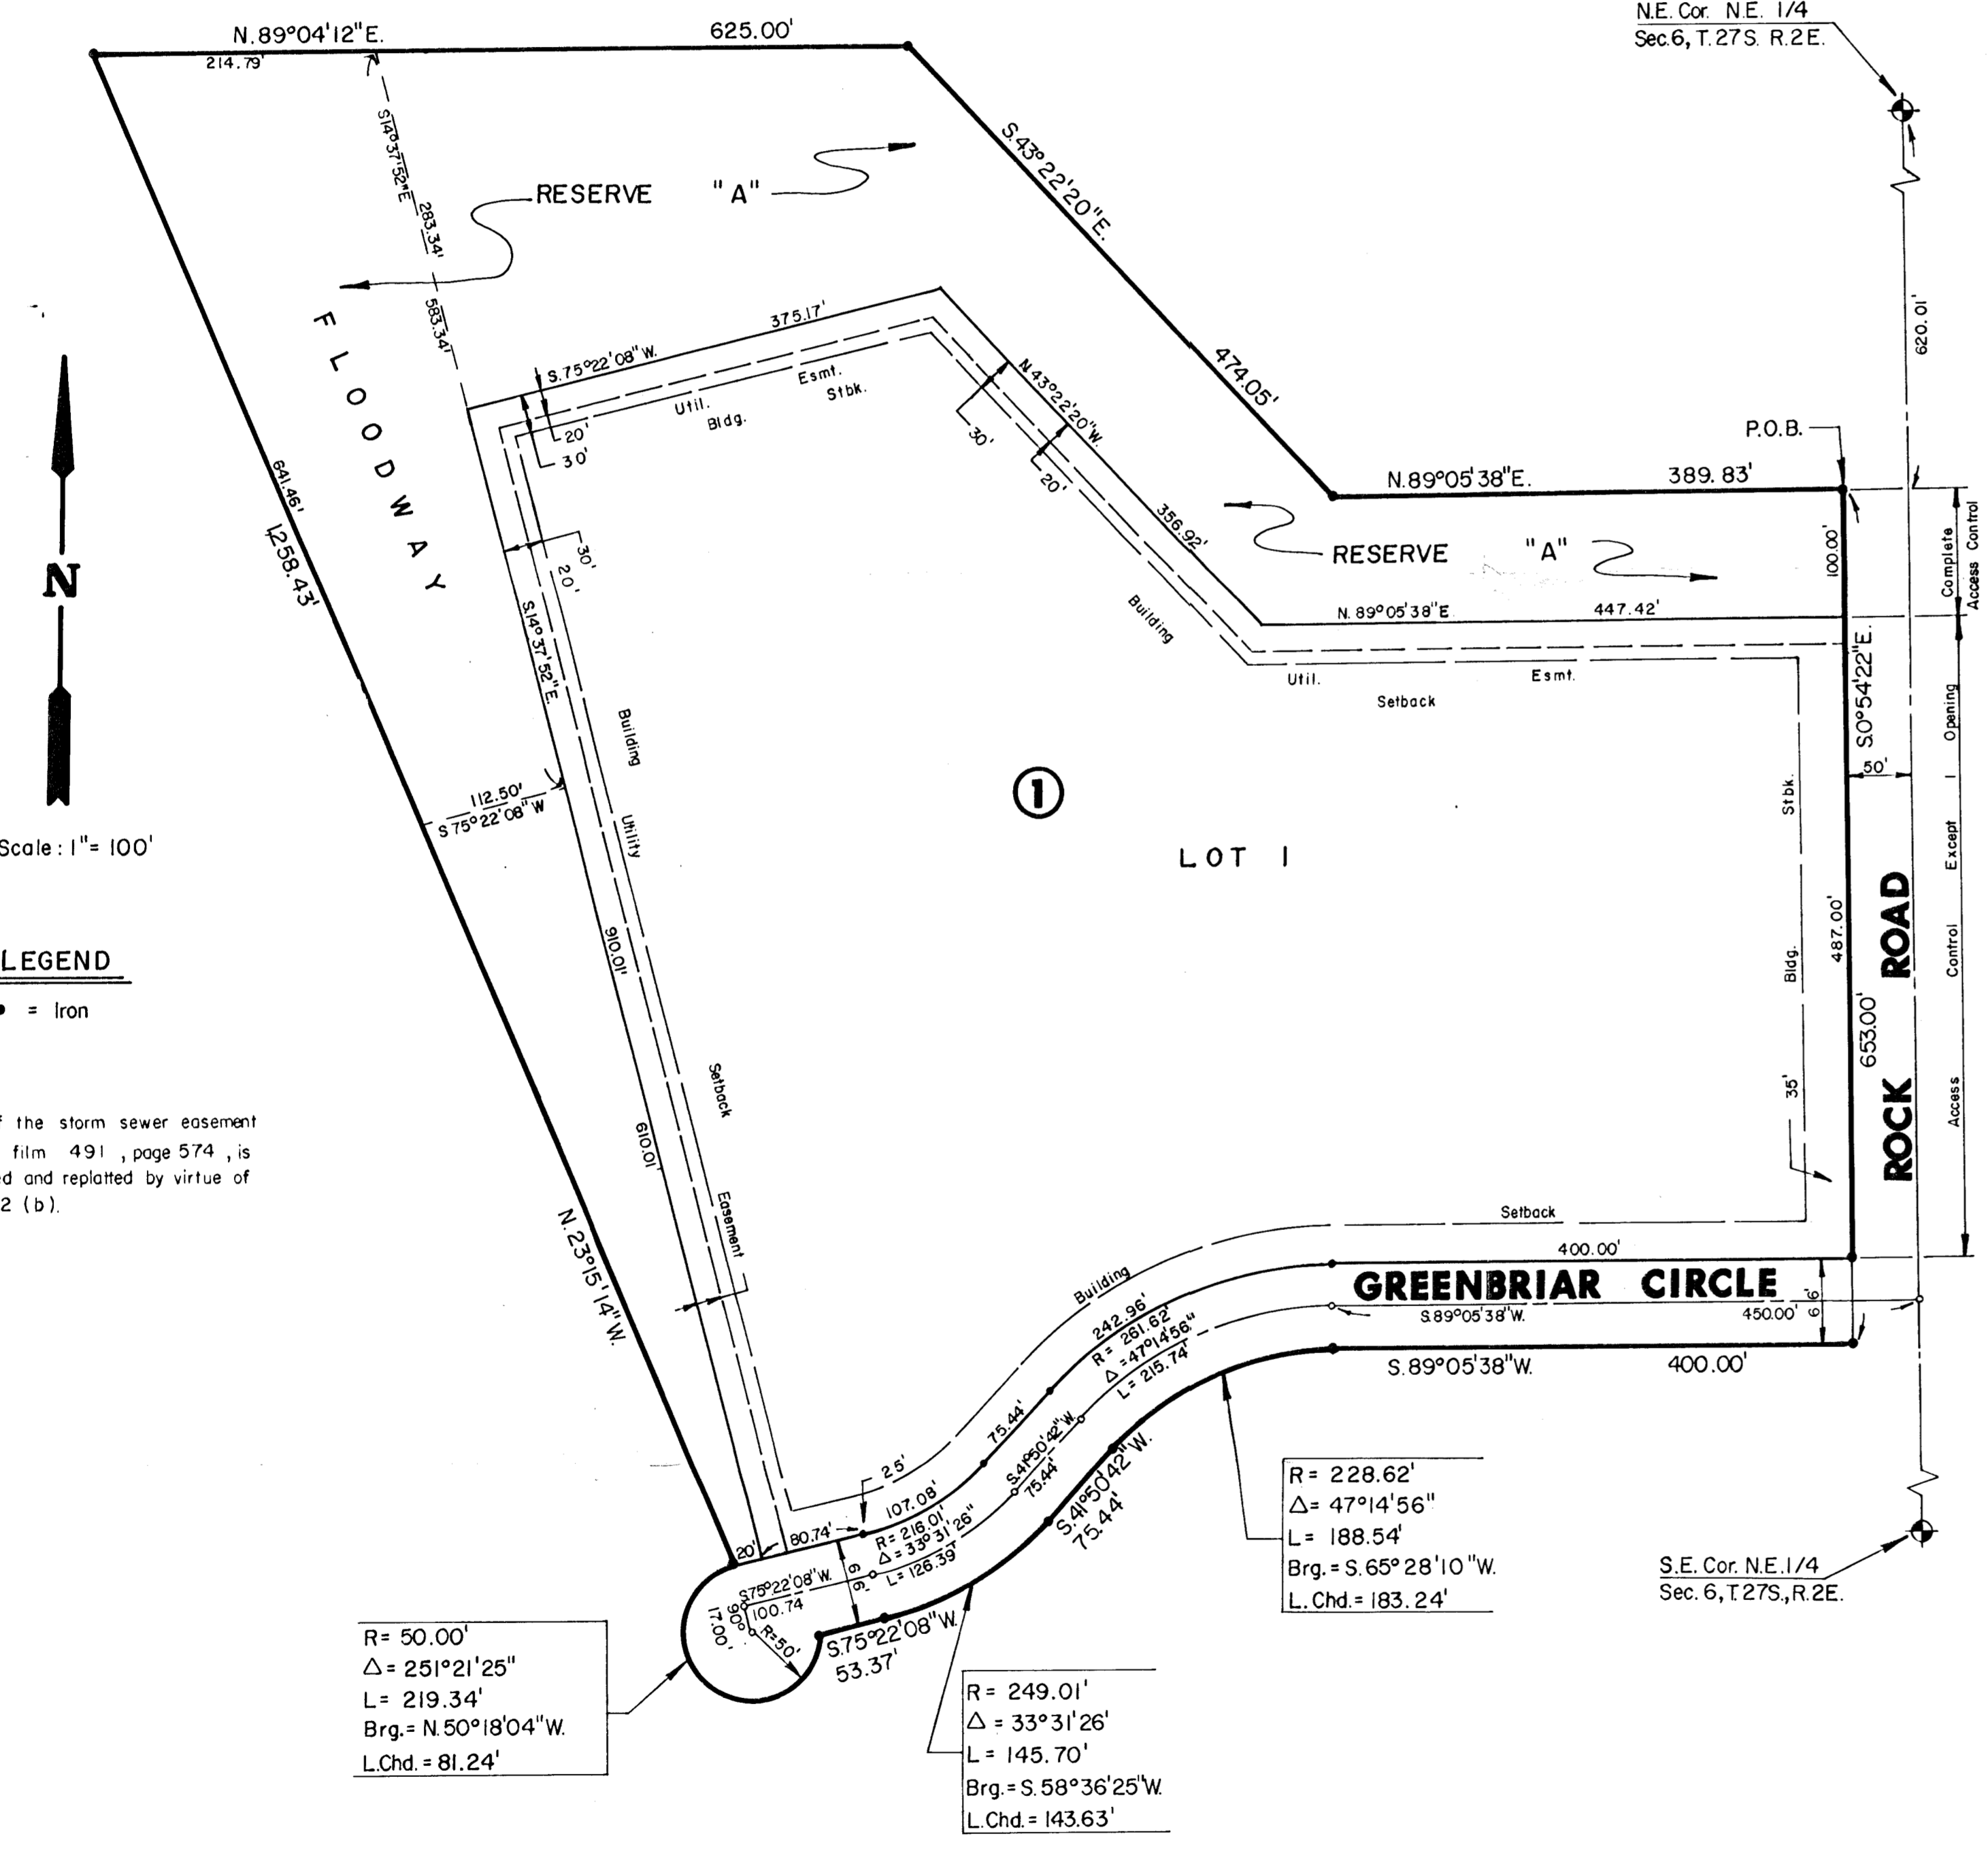 N.E. Cor. N.E. 1/4
Sec.6, T.27S. R.2E.
N.89°04'12"E.
625.00'
214.79'
S14°37'52"E
283.34'
583.34'
RESERVE "A"
S.43°22'20"E.
474.05'
620.01'
FLOODWAY
375.17'
S.75°22'08"W.
Util. Esmt.
Bldg. Stbk.
20'
30'
N.43°22'20"W.
30'
20'
356.92'
P.O.B.
N.89°05'38"E. 389.83'
RESERVE "A"
100.00'
Complete
Access Control
N. 89°05'38"E 447.42'
641.46'
1258.43'
N
30'
20'
S.14°37'52"E.
Building
Util. Esmt.
Setback
S.0°54'22"E.
50'
Building
Utility
Setback
Easement
112.50'
S 75°22'08"W
1
LOT 1
Stbk.
Bldg.
35'
487.00'
653.00'
ROCK ROAD
Access Control Except 1 Opening
Scale: 1"= 100'
LEGEND
= Iron
910.01'
610.01'
f the storm sewer easement
film 491 , page 574 , is
d and replatted by virtue of
2 (b).
N.23°15'14"W.
Setback
Building
400.00'
GREENBRIAR CIRCLE
S.89°05'38"W. 450.00'
66'
S.89°05'38"W. 400.00'
242.96'
R= 261.62'
Δ=47°14'56"
L= 215.74'
75.44'
S.41°50'42"W.
75.44'
S.41°50'42"W.
75.44'
25'
107.08'
R= 216.01'
Δ= 33°31'26"
L= 126.39'
20'
80.74'
66'
S75°22'08"W.
100.74
90°
17.00'
R=50'
S.75°22'08"W.
53.37'
R= 228.62'
Δ= 47°14'56"
L= 188.54'
Brg.= S.65°28'10"W.
L.Chd.= 183.24'
S.E. Cor. N.E.1/4
Sec. 6,T.27S.,R.2E.
R= 50.00'
Δ= 251°21'25"
L= 219.34'
Brg.= N.50°18'04"W.
L.Chd.= 81.24'
R= 249.01'
Δ = 33°31'26'
L= 145.70'
Brg.= S.58°36'25"W.
L.Chd.= 143.63'